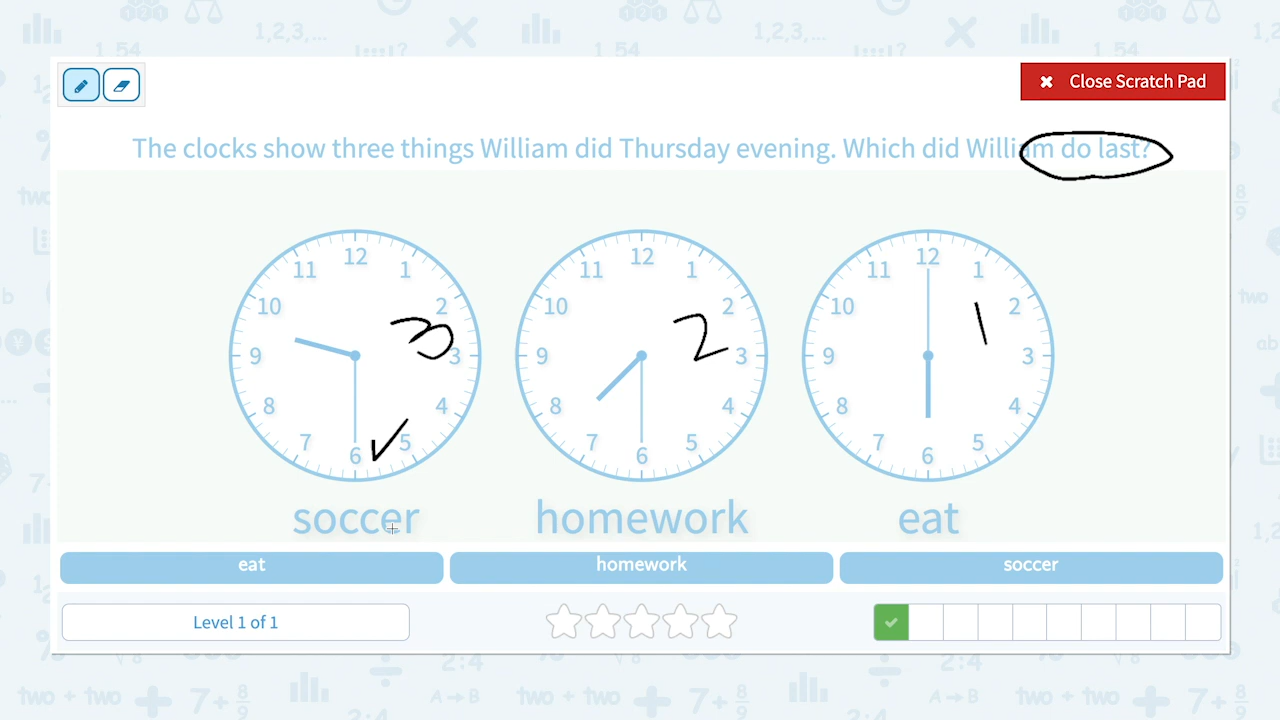 Close Scratch Pad
The clocks show three things William did Thursday evening. Which did William do last?
12 11 1 10 2 9 3 8 4 7 5 6
12 11 1 10 2 9 3 8 4 7 5 6
12 11 1 10 2 9 3 8 4 7 5 6
3 2 1
soccer homework eat
eat homework soccer
Level 1 of 1